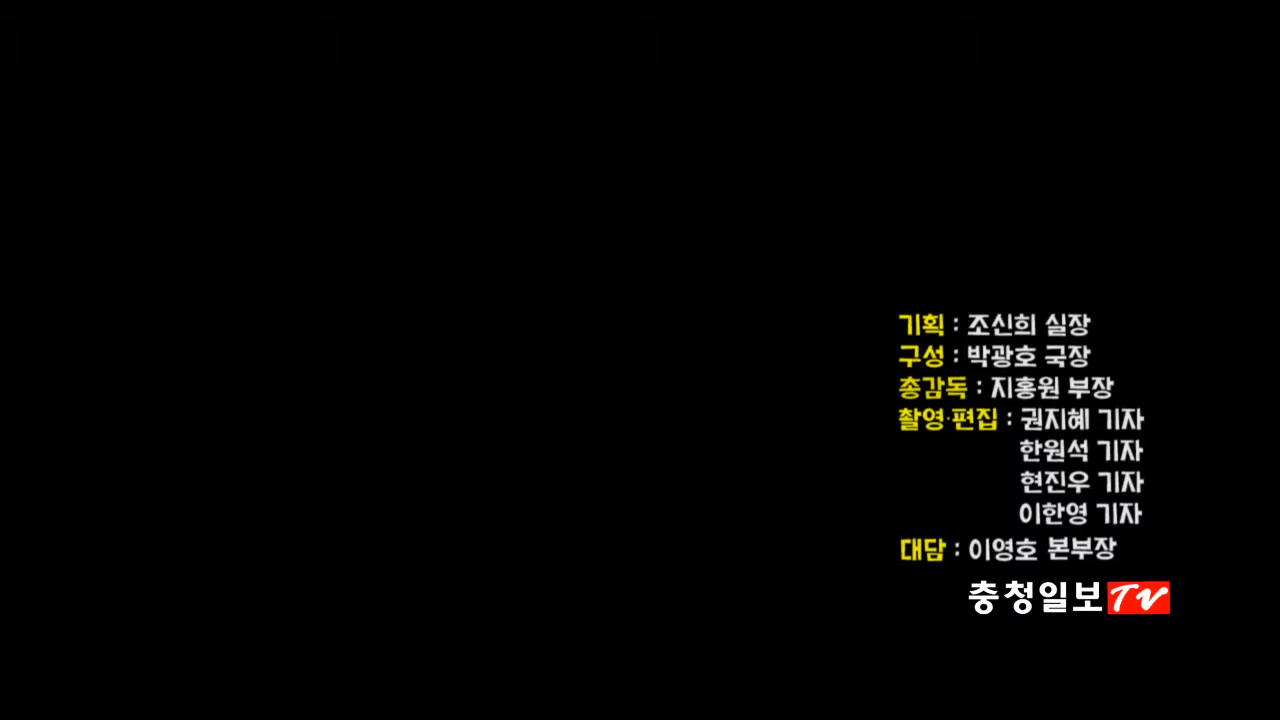 기획 : 조신희 실장
구성 : 박광호 국장
총감독 : 지홍원 부장
촬영·편집 : 권지혜 기자
한원석 기자
현진우 기자
이한영 기자
대담 : 이영호 본부장
충청일보TV